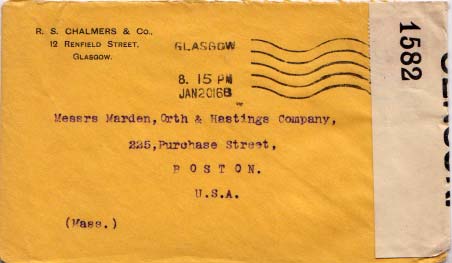 R. S. CHALMERS & CO.,
12 RENFIELD STREET,
GLASGOW.
GLASGOW
8. 15 PM
JAN 20 16 B
Messrs Marden, Orth & Hastings Company,
225, Purchase Street,
BOSTON.
U.S.A.
(Mass.)
1582